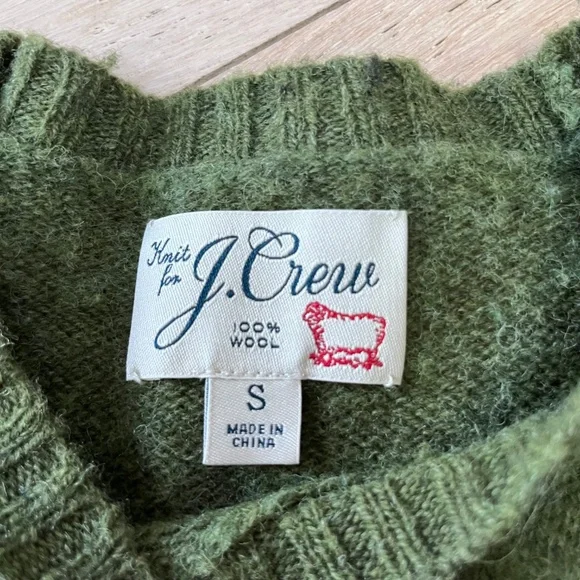 Knit
for
J.Crew
100%
WOOL
S
MADE IN
CHINA